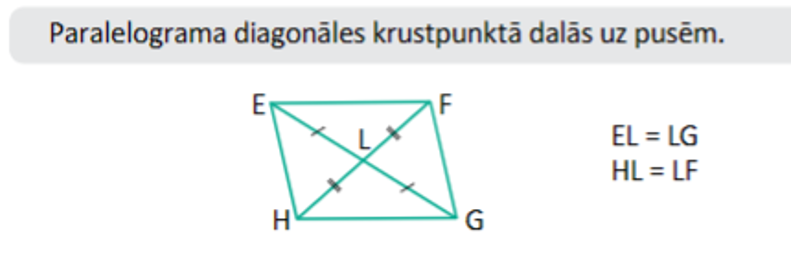 Paralelograma diagonāles krustpunktā dalās uz pusēm.
E
F
L
EL = LG
HL = LF
H
G